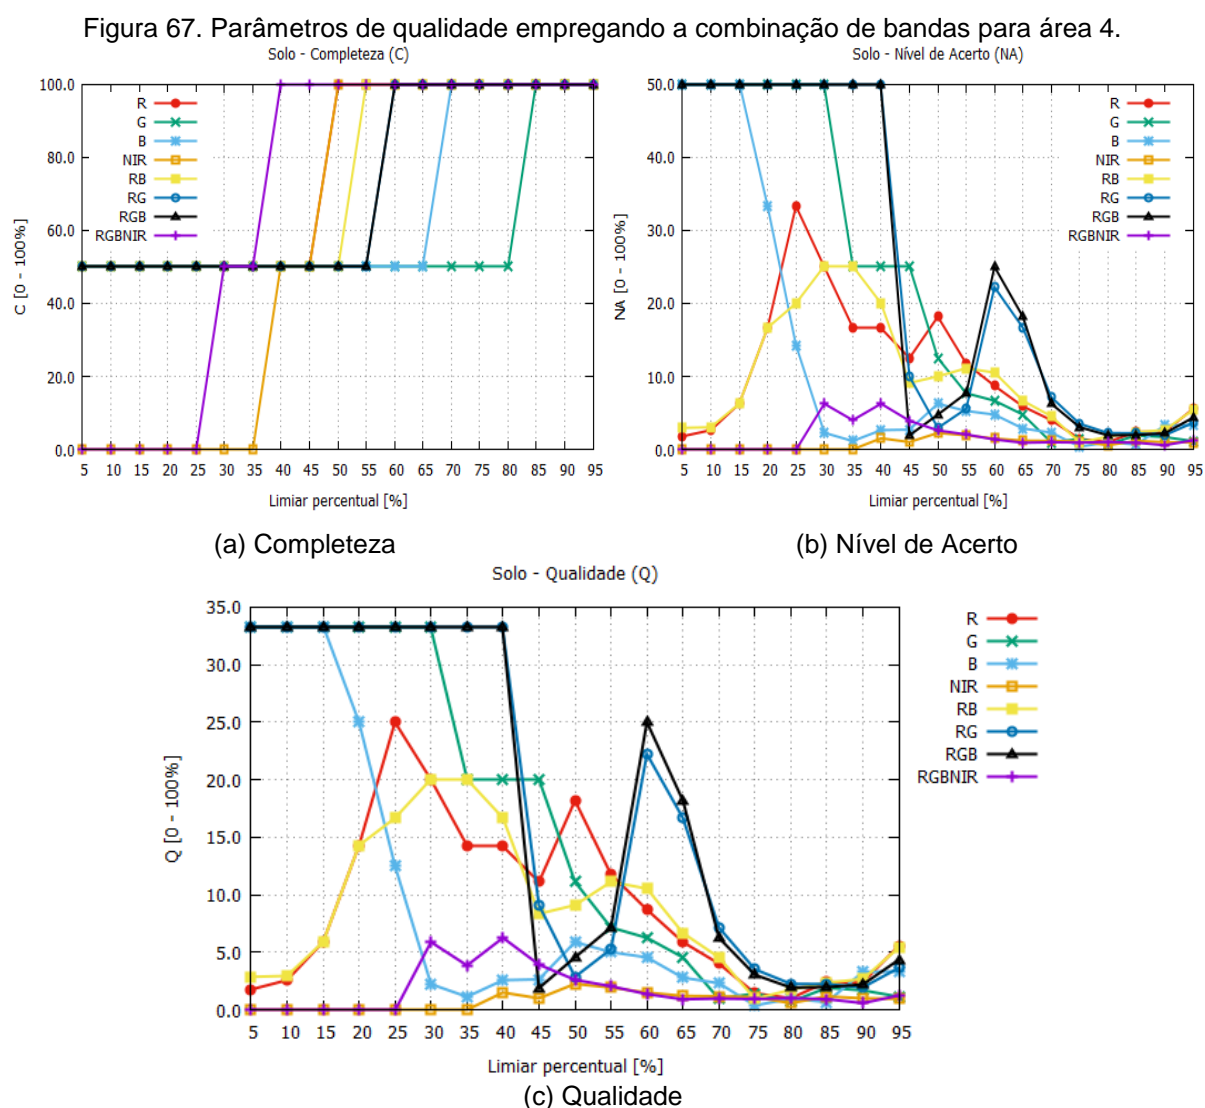 Figura 67. Parâmetros de qualidade empregando a combinação de bandas para área 4.
Solo - Completeza (C)
100.0
80.0
60.0
40.0
20.0
0.0
C [0 - 100%]
R
G
B
NIR
RB
RG
RGB
RGBNIR
5 10 15 20 25 30 35 40 45 50 55 60 65 70 75 80 85 90 95
Limiar percentual [%]
(a) Completeza
Solo - Nível de Acerto (NA)
50.0
40.0
30.0
20.0
10.0
0.0
NA [0 - 100%]
R
G
B
NIR
RB
RG
RGB
RGBNIR
5 10 15 20 25 30 35 40 45 50 55 60 65 70 75 80 85 90 95
Limiar percentual [%]
(b) Nível de Acerto
Solo - Qualidade (Q)
35.0
30.0
25.0
20.0
15.0
10.0
5.0
0.0
Q [0 - 100%]
R
G
B
NIR
RB
RG
RGB
RGBNIR
5 10 15 20 25 30 35 40 45 50 55 60 65 70 75 80 85 90 95
Limiar percentual [%]
(c) Qualidade